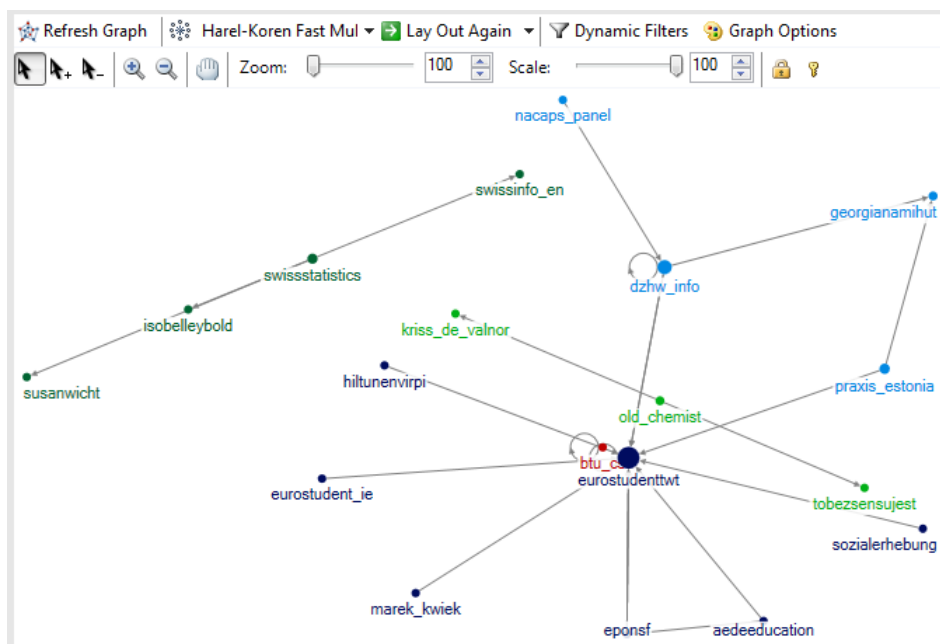 Refresh Graph Harel-Koren Fast Mul Lay Out Again Dynamic Filters Graph Options
Zoom: 100 Scale: 100
nacaps_panel
swissinfo_en
georgianamihut
swissstatistics
dzhw_info
isobelleybold
kriss_de_valnor
hiltunenvirpi
susanwicht
praxis_estonia
old_chemist
eurostudenttwt
eurostudent_ie
tobezsensujest
sozialerhebung
marek_kwiek
eponsf
aedeeducation